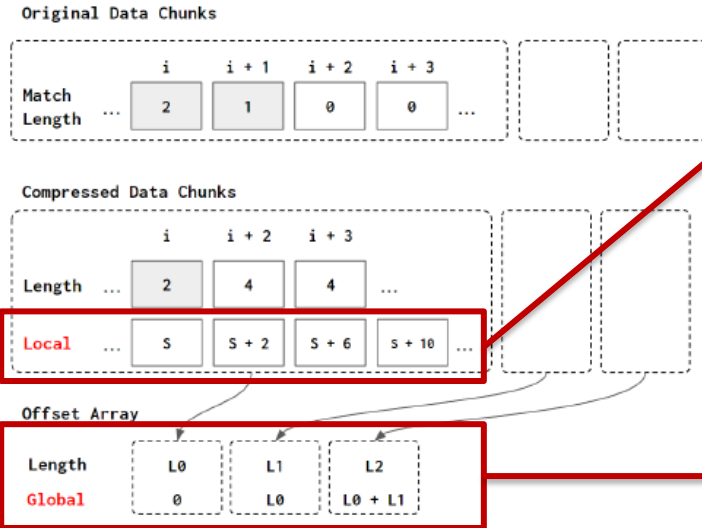 Original Data Chunks
i i + 1 i + 2 i + 3
Match Length ... 2 1 0 0 ...
Compressed Data Chunks
i i + 2 i + 3
Length ... 2 4 4 ...
Local ... S S + 2 S + 6 S + 10 ...
Offset Array
Length L0 L1 L2
Global 0 L0 L0 + L1